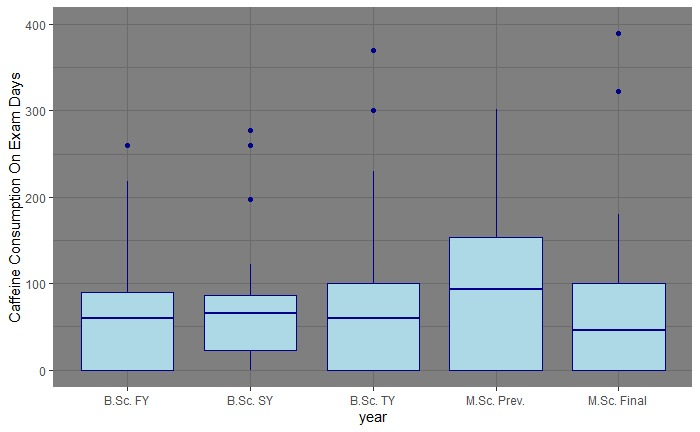 Caffeine Consumption On Exam Days
400
300
200
100
0
B.Sc. FY
B.Sc. SY
B.Sc. TY
M.Sc. Prev.
M.Sc. Final
year